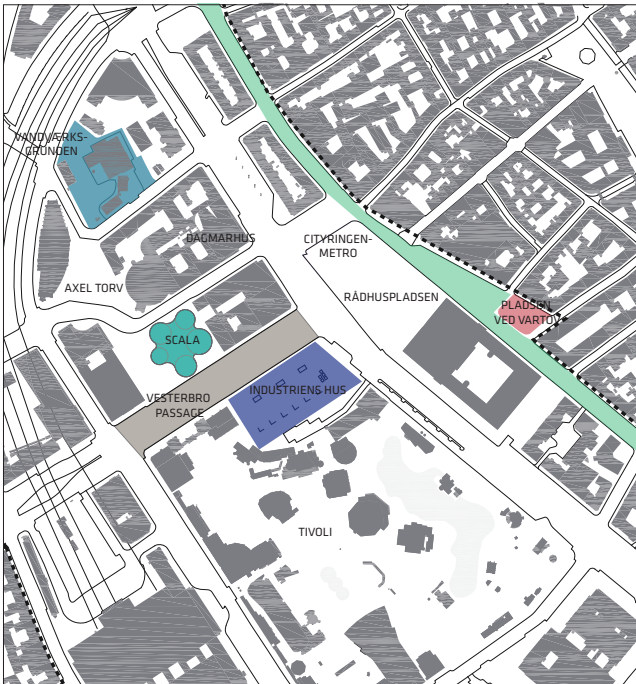 VANDVÆRKS-
GRUNDEN
DAGMARHUS
CITYRINGEN-
METRO
AXEL TORV
RÅDHUSPLADSEN
PLADSEN
VED VARTOV
SCALA
VESTERBRO
PASSAGE
INDUSTRIENS HUS
TIVOLI